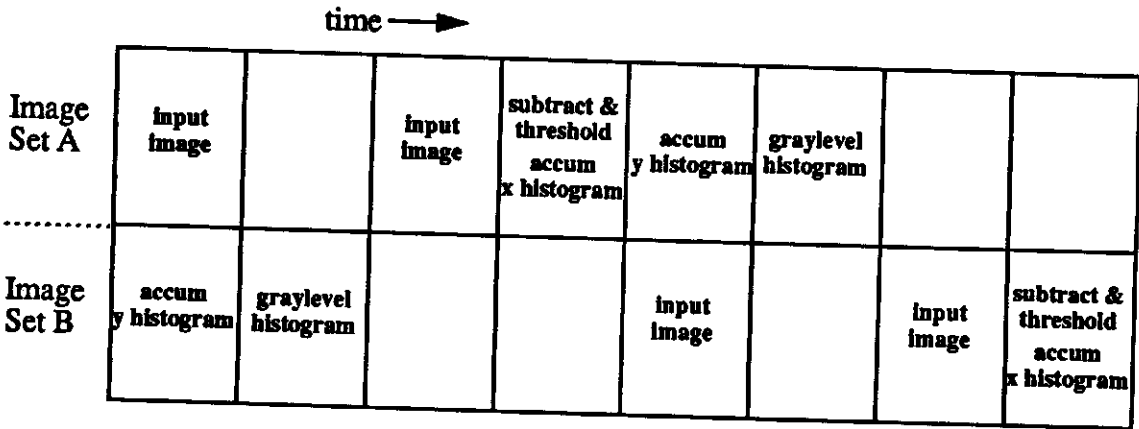 time
Image
Set A
input
image
input
image
subtract &
threshold
accum
x histogram
accum
y histogram
graylevel
histogram
Image
Set B
accum
y histogram
graylevel
histogram
input
image
input
image
subtract &
threshold
accum
x histogram